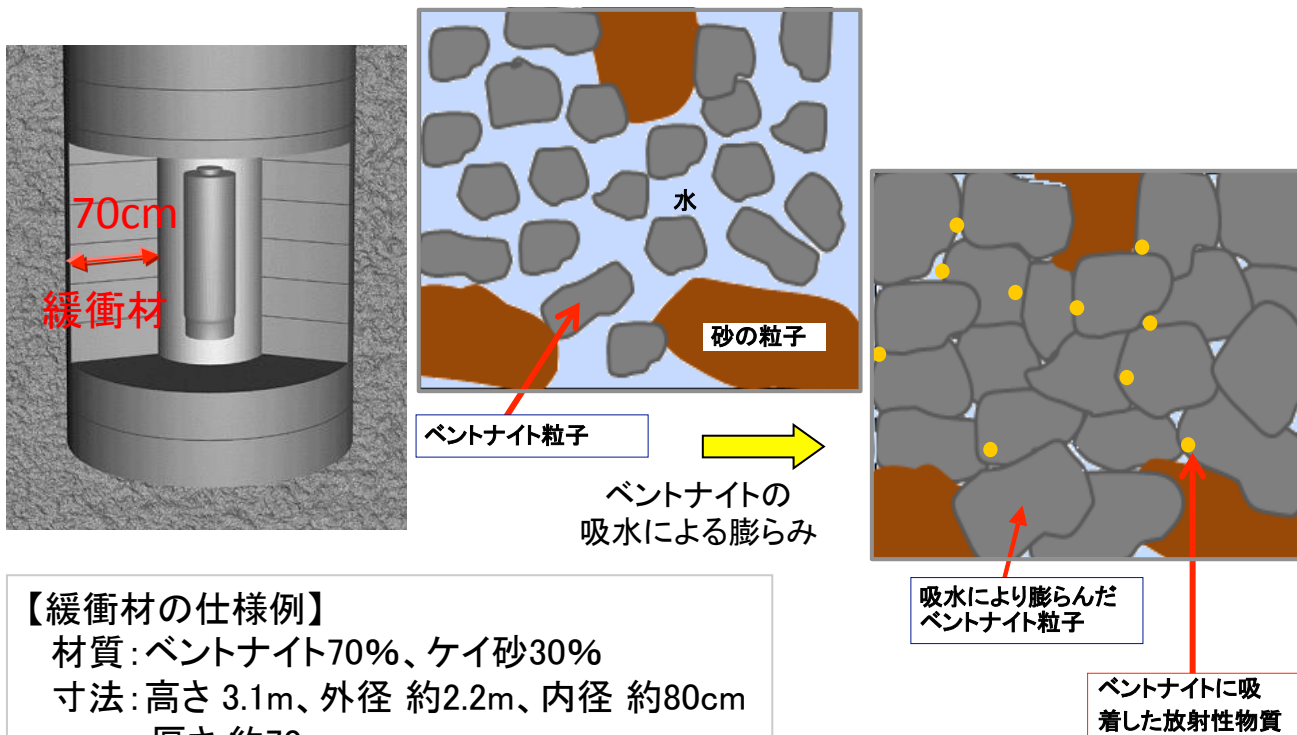 70cm
緩衝材
水
砂の粒子
ベントナイト粒子
ベントナイトの
吸水による膨らみ
吸水により膨らんだ
ベントナイト粒子
ベントナイトに吸
着した放射性物質
【緩衝材の仕様例】
材質:ベントナイト70%、ケイ砂30%
寸法:高さ 3.1m、外径 約2.2m、内径 約80cm